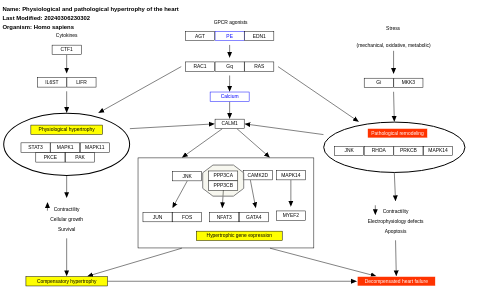 Name: Physiological and pathological hypertrophy of the heart
Last Modified: 20240306230302
Organism: Homo sapiens
Cytokines
CTF1
IL6ST LIFR
Physiological hypertrophy
STAT3 MAPK1 MAPK11
PKCE PAK
Contractility
Cellular growth
Survival
Compensatory hypertrophy
GPCR agonists
AGT PE EDN1
RAC1 Gq RAS
Calcium
CALM1
JNK PPP3CA CAMK2D MAPK14
PPP3CB
JUN FOS NFAT3 GATA4 MYEF2
Hypertrophic gene expression
Stress
(mechanical, oxidative, metabolic)
Gi MKK3
Pathological remodeling
JNK RHOA PRKCB MAPK14
Contractility
Electrophysiology defects
Apoptosis
Decompensated heart failure